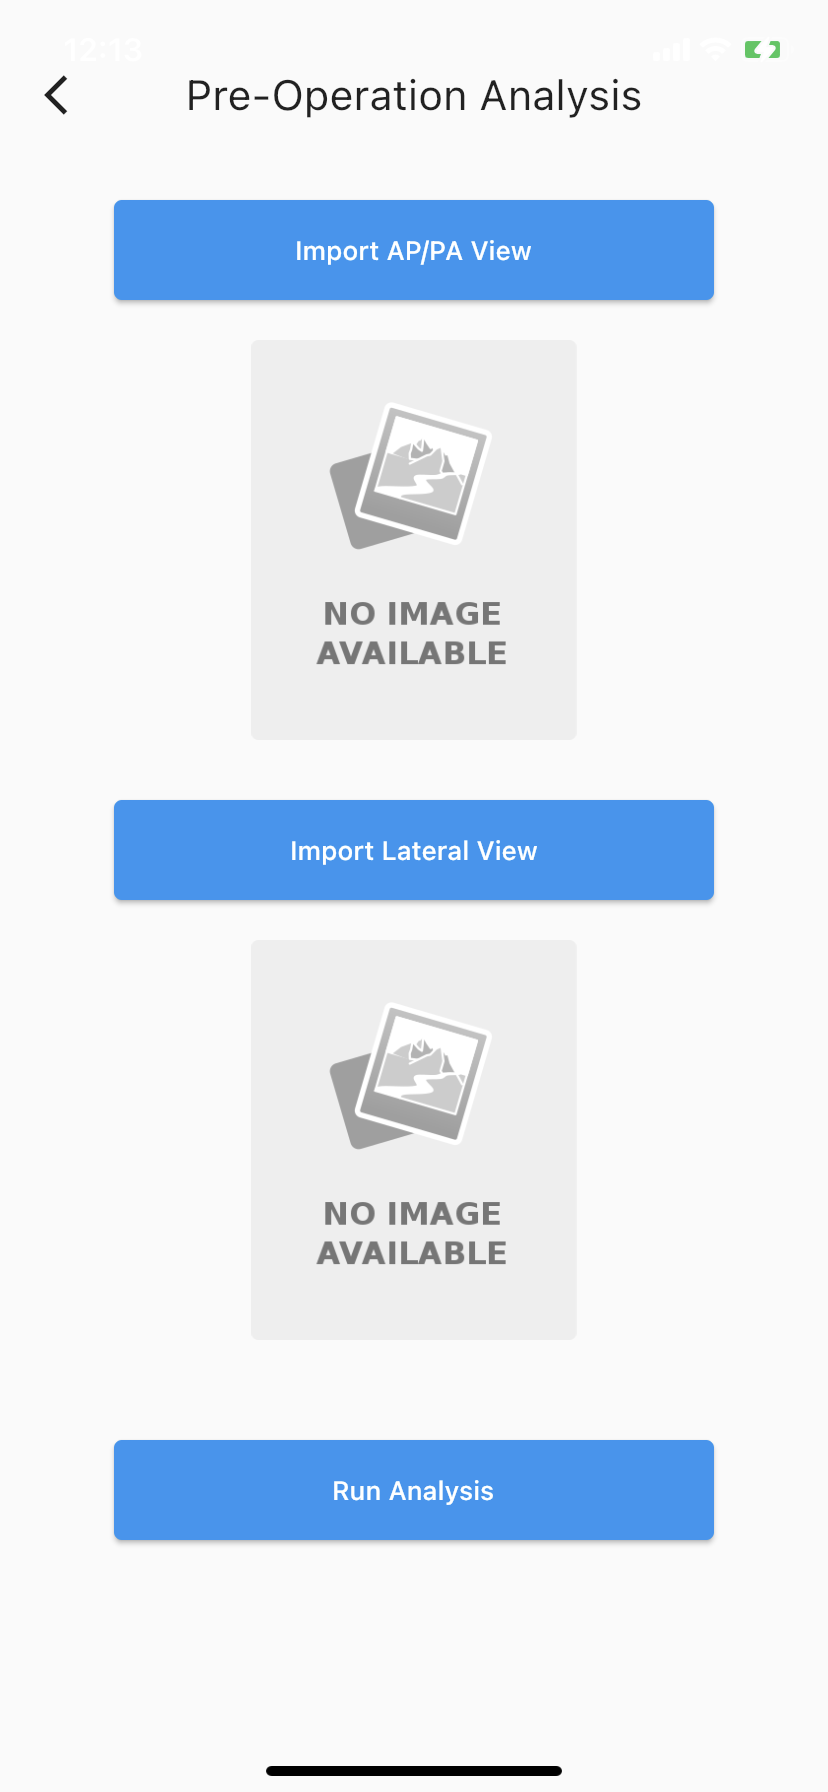 12:13
Pre-Operation Analysis
Import AP/PA View
NO IMAGE
AVAILABLE
Import Lateral View
NO IMAGE
AVAILABLE
Run Analysis